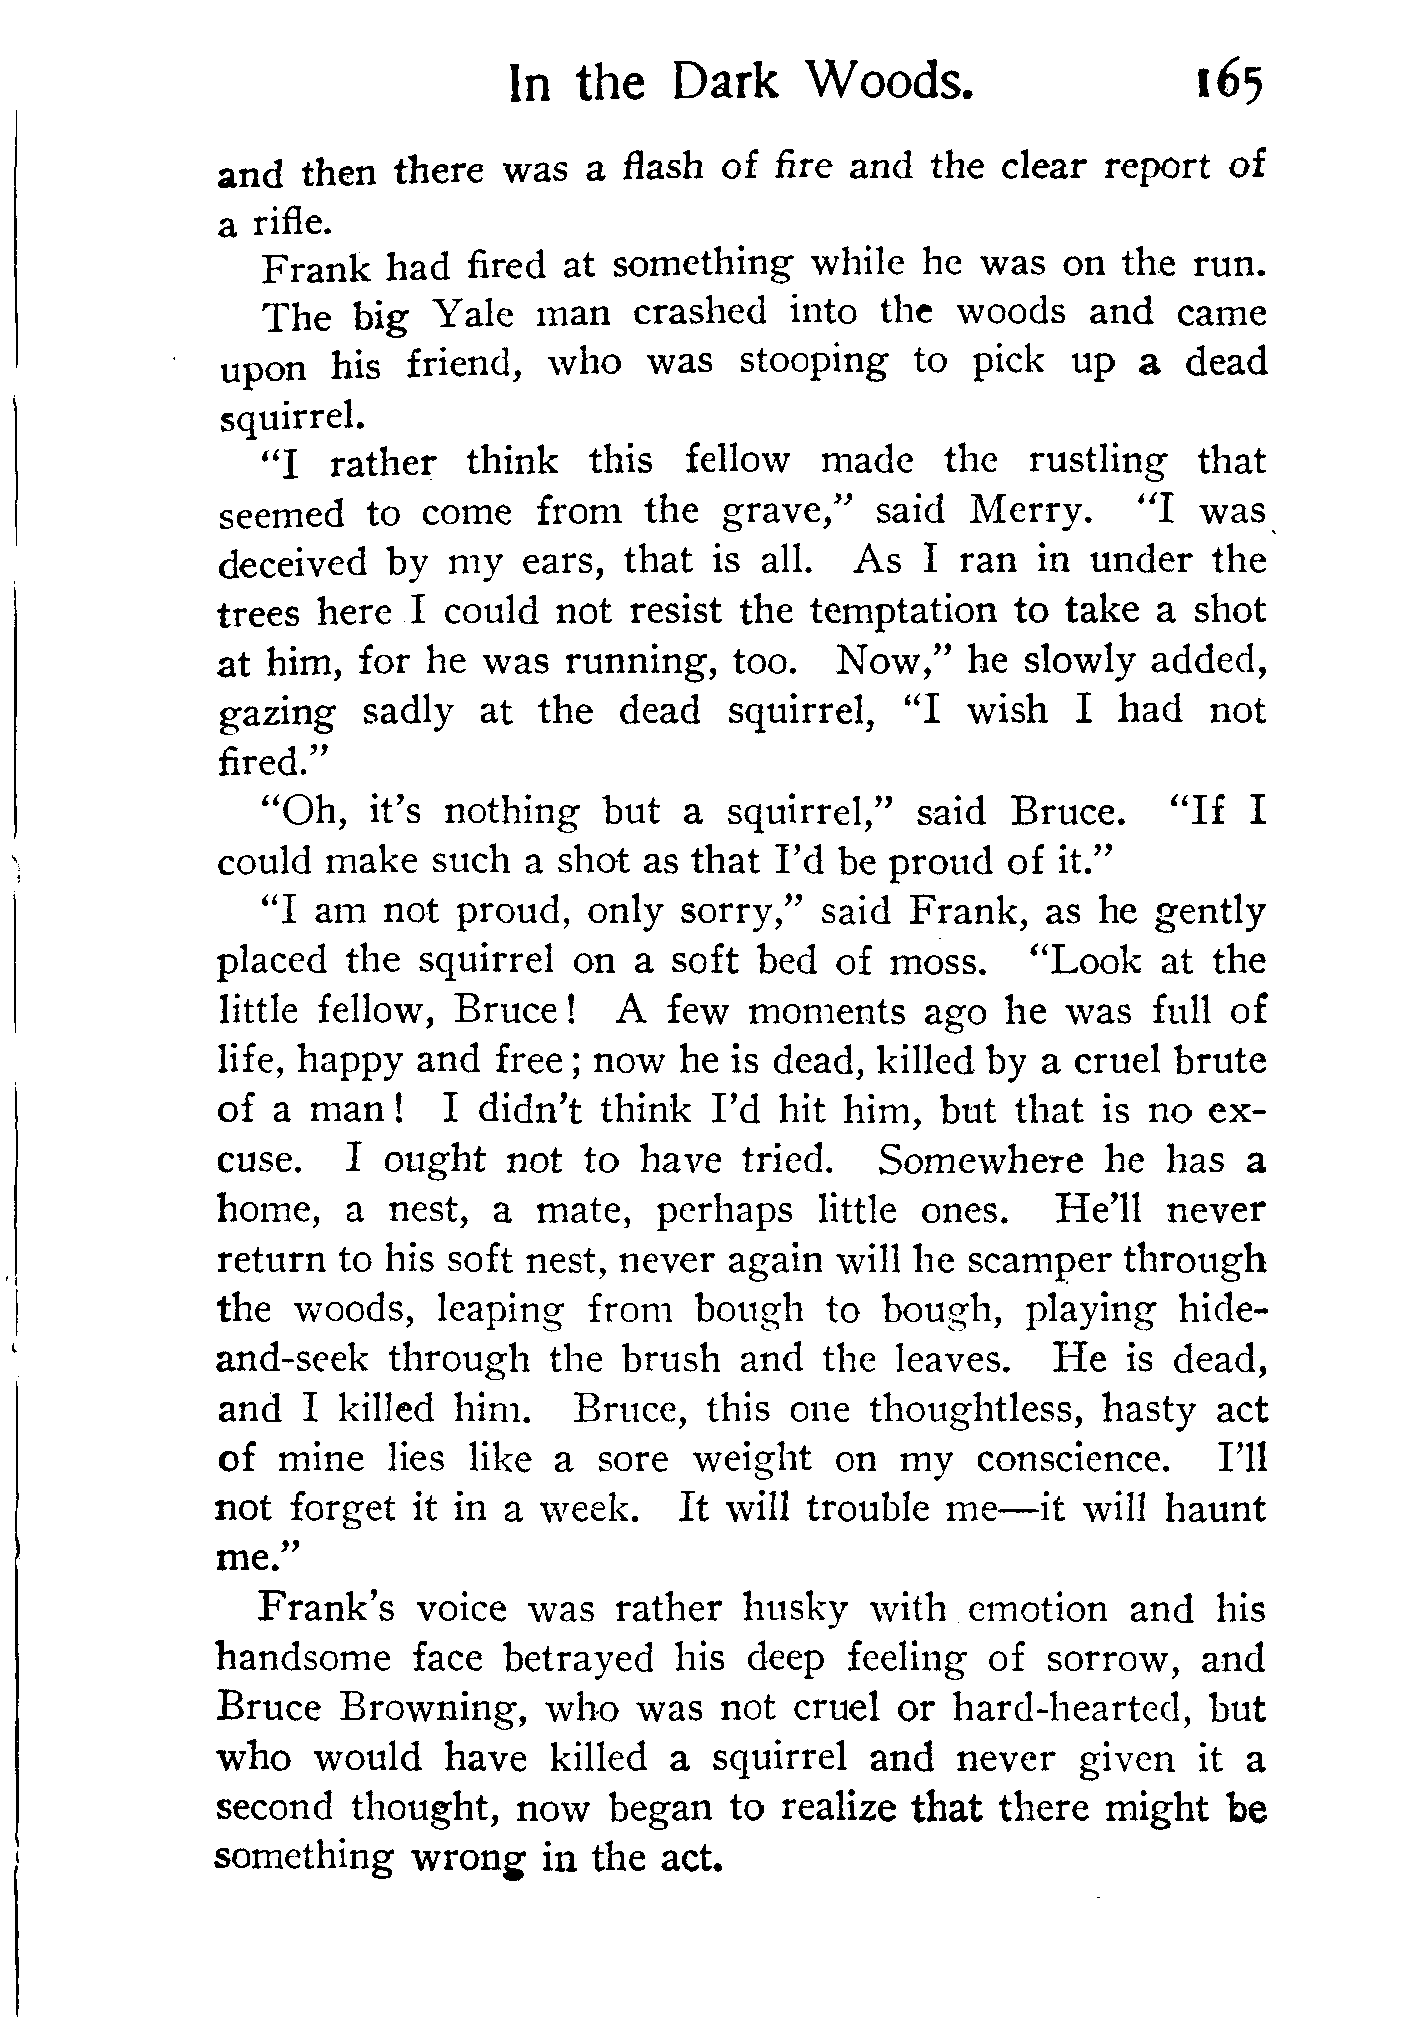 In the Dark Woods. 165
and then there was a flash of fire and the clear report of
a rifle.
Frank had fired at something while he was on the run.
The big Yale man crashed into the woods and came
upon his friend, who was stooping to pick up a dead
squirrel.
“I rather think this fellow made the rustling that
seemed to come from the grave,” said Merry. “I was
deceived by my ears, that is all. As I ran in under the
trees here I could not resist the temptation to take a shot
at him, for he was running, too. Now,” he slowly added,
gazing sadly at the dead squirrel, “I wish I had not
fired.”
“Oh, it’s nothing but a squirrel,” said Bruce. “If I
could make such a shot as that I’d be proud of it.”
“I am not proud, only sorry,” said Frank, as he gently
placed the squirrel on a soft bed of moss. “Look at the
little fellow, Bruce! A few moments ago he was full of
life, happy and free; now he is dead, killed by a cruel brute
of a man! I didn’t think I’d hit him, but that is no ex-
cuse. I ought not to have tried. Somewhere he has a
home, a nest, a mate, perhaps little ones. He’ll never
return to his soft nest, never again will he scamper through
the woods, leaping from bough to bough, playing hide-
and-seek through the brush and the leaves. He is dead,
and I killed him. Bruce, this one thoughtless, hasty act
of mine lies like a sore weight on my conscience. I’ll
not forget it in a week. It will trouble me—it will haunt
me.”
Frank’s voice was rather husky with emotion and his
handsome face betrayed his deep feeling of sorrow, and
Bruce Browning, who was not cruel or hard-hearted, but
who would have killed a squirrel and never given it a
second thought, now began to realize that there might be
something wrong in the act.